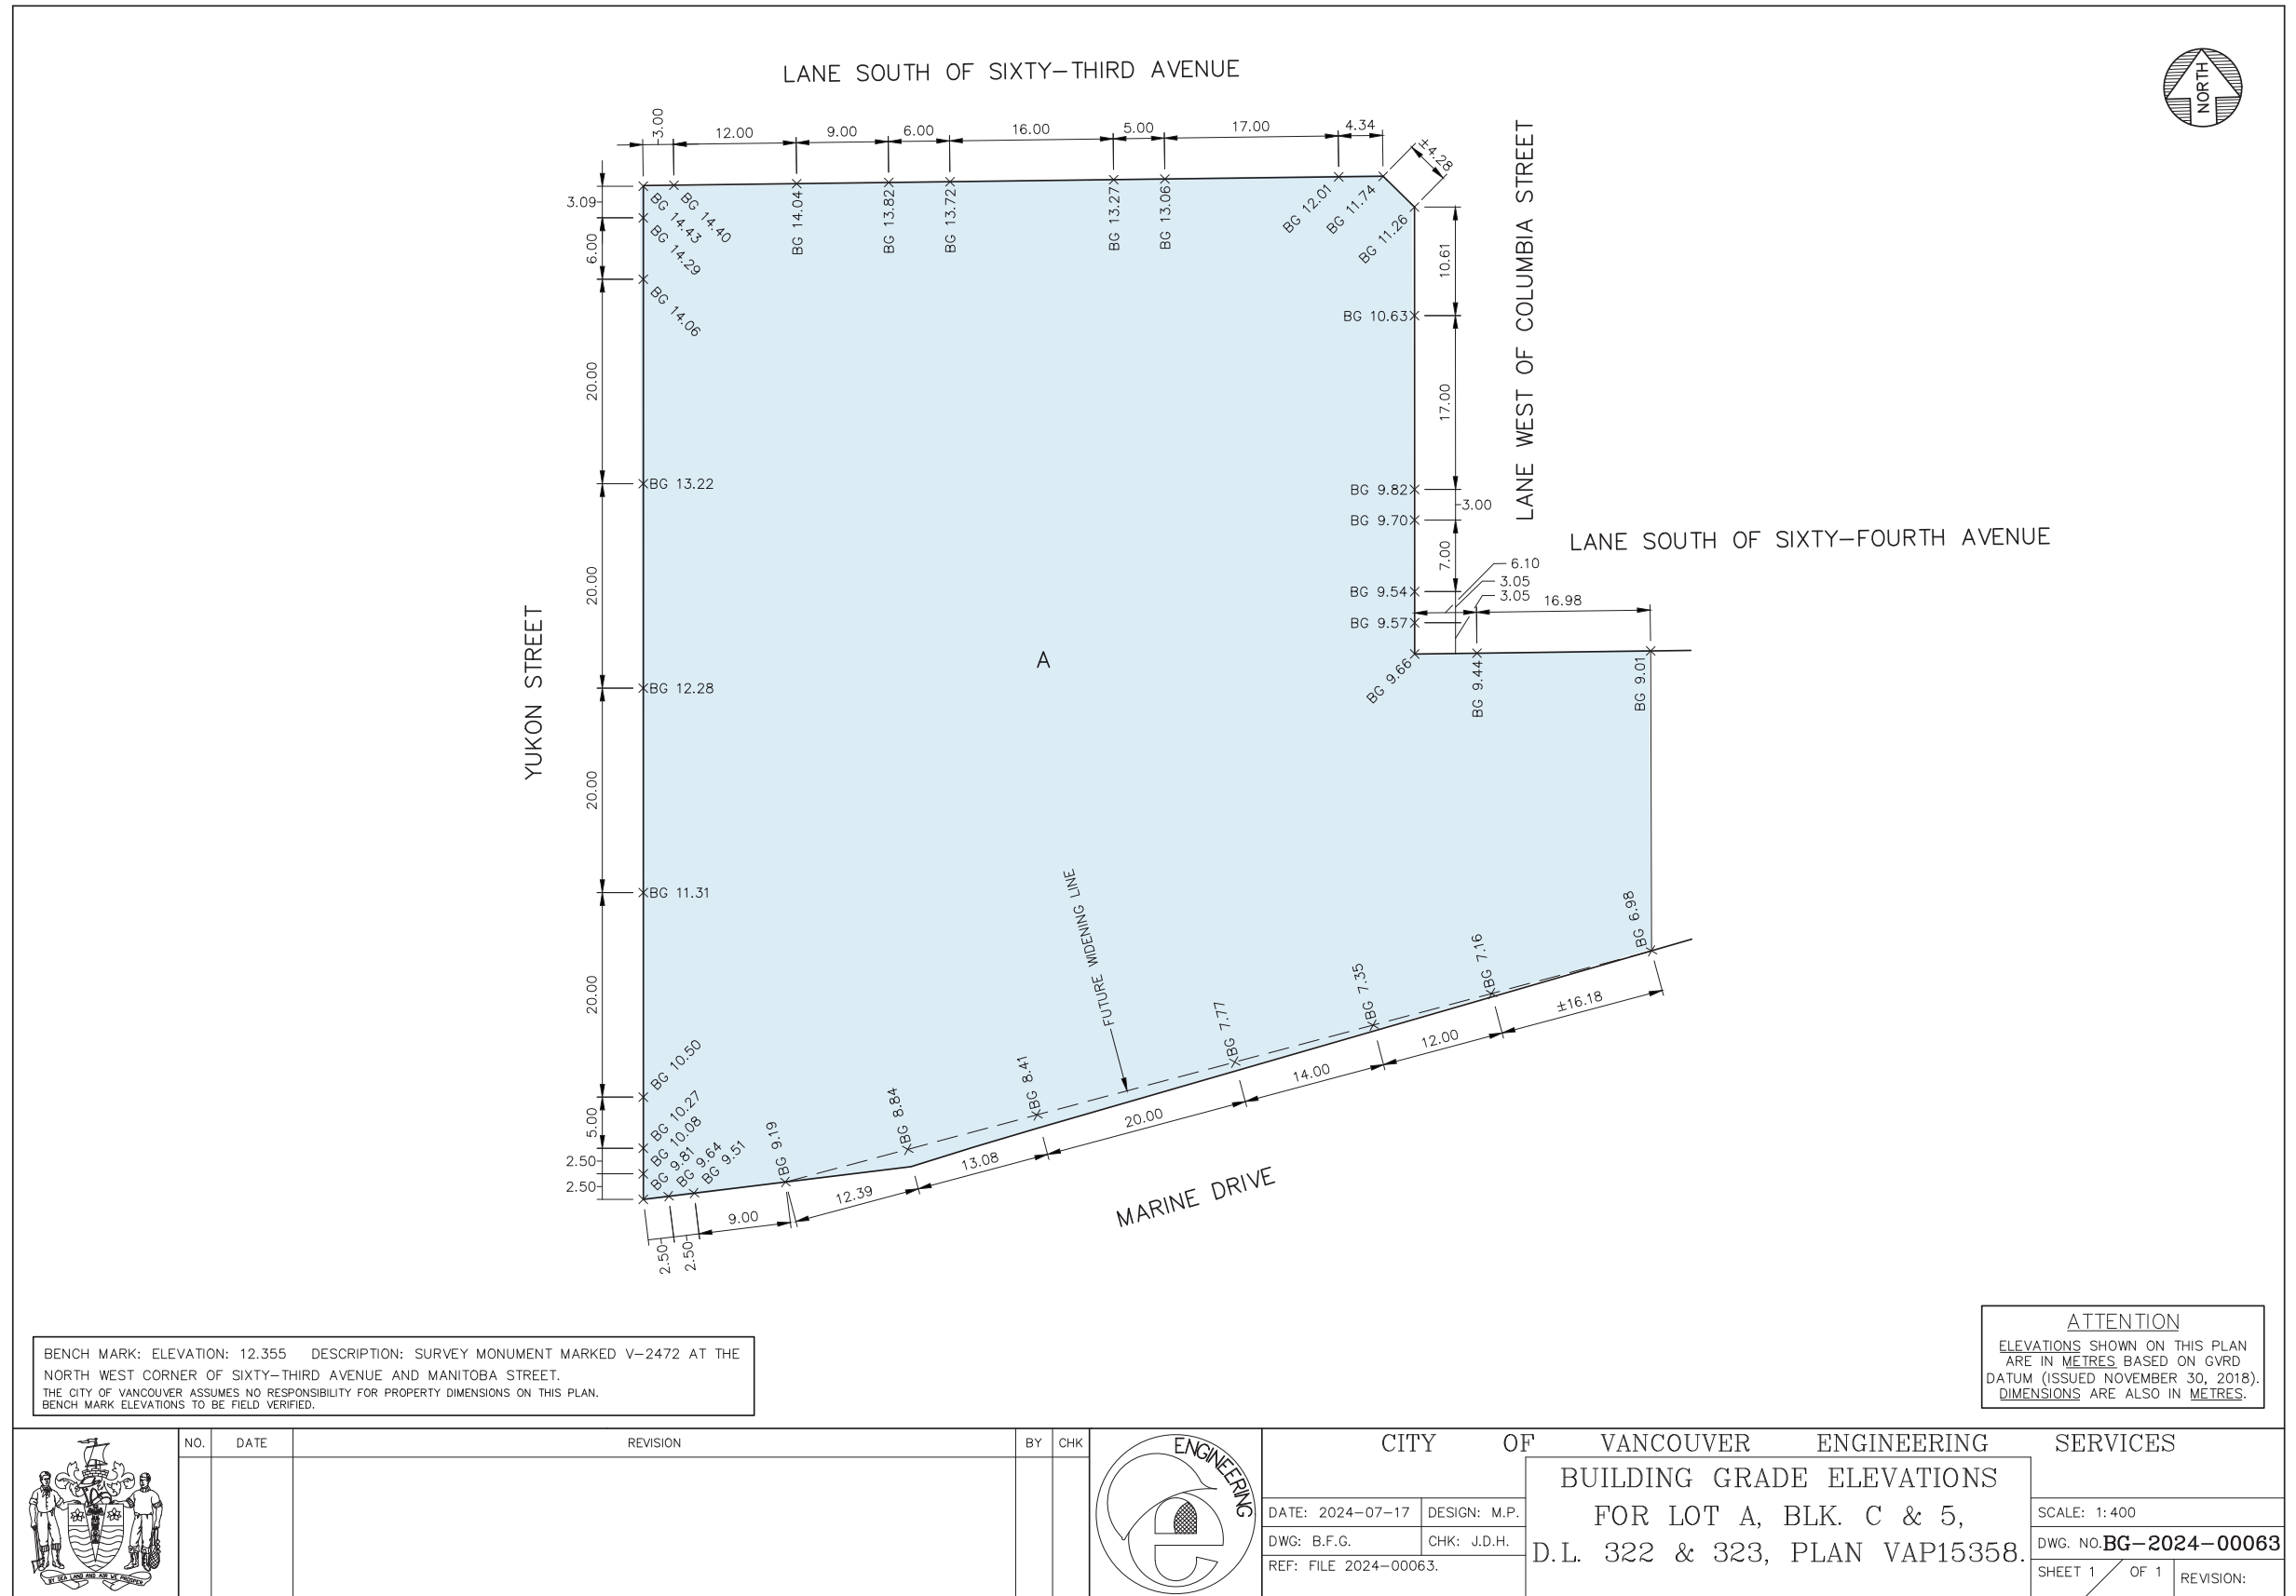 LANE SOUTH OF SIXTY-THIRD AVENUE
NORTH
3.00
12.00
9.00
6.00
16.00
5.00
17.00
4.34
±4.28
3.09
6.00
20.00
20.00
20.00
20.00
5.00
2.50
2.50
BG 14.43
BG 14.40
BG 14.04
BG 13.82
BG 13.72
BG 13.27
BG 13.06
BG 12.01
BG 11.74
BG 11.26
BG 14.29
BG 14.06
BG 13.22
BG 12.28
BG 11.31
BG 10.50
BG 10.27
BG 10.08
BG 9.81
BG 9.64
BG 9.51
YUKON STREET
A
LANE WEST OF COLUMBIA STREET
10.61
BG 10.63
17.00
BG 9.82
3.00
BG 9.70
7.00
BG 9.54
BG 9.57
LANE SOUTH OF SIXTY-FOURTH AVENUE
6.10
3.05
3.05
16.98
BG 9.66
BG 9.44
BG 9.01
FUTURE WIDENING LINE
BG 9.19
BG 8.84
BG 8.41
BG 7.77
BG 7.35
BG 7.16
BG 6.98
2.50
2.50
9.00
12.39
13.08
20.00
14.00
12.00
±16.18
MARINE DRIVE
BENCH MARK: ELEVATION: 12.355 DESCRIPTION: SURVEY MONUMENT MARKED V-2472 AT THE
NORTH WEST CORNER OF SIXTY-THIRD AVENUE AND MANITOBA STREET.
THE CITY OF VANCOUVER ASSUMES NO RESPONSIBILITY FOR PROPERTY DIMENSIONS ON THIS PLAN.
BENCH MARK ELEVATIONS TO BE FIELD VERIFIED.
ATTENTION
ELEVATIONS SHOWN ON THIS PLAN
ARE IN METRES BASED ON GVRD
DATUM (ISSUED NOVEMBER 30, 2018).
DIMENSIONS ARE ALSO IN METRES.
BY SEA LAND AND AIR WE PROSPER
NO. DATE REVISION BY CHK
ENGINEERING
CITY OF VANCOUVER ENGINEERING SERVICES
DATE: 2024-07-17 DESIGN: M.P.
DWG: B.F.G. CHK: J.D.H.
REF: FILE 2024-00063.
BUILDING GRADE ELEVATIONS
FOR LOT A, BLK. C & 5,
D.L. 322 & 323, PLAN VAP15358.
SCALE: 1:400
DWG. NO. BG-2024-00063
SHEET 1 OF 1 REVISION: